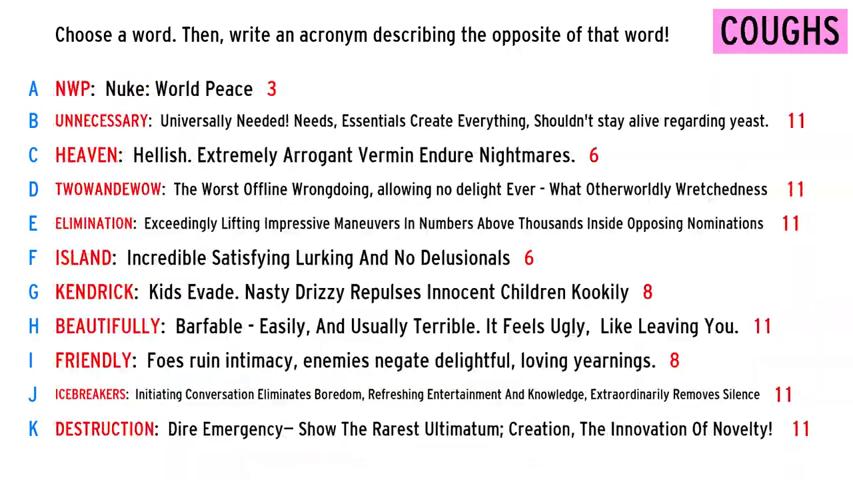 Choose a word. Then, write an acronym describing the opposite of that word!
COUGHS
A NWP: Nuke: World Peace 3
B UNNECESSARY: Universally Needed! Needs, Essentials Create Everything, Shouldn't stay alive regarding yeast. 11
C HEAVEN: Hellish. Extremely Arrogant Vermin Endure Nightmares. 6
D TWOWANDEWOW: The Worst Offline Wrongdoing, allowing no delight Ever - What Otherworldly Wretchedness 11
E ELIMINATION: Exceedingly Lifting Impressive Maneuvers In Numbers Above Thousands Inside Opposing Nominations 11
F ISLAND: Incredible Satisfying Lurking And No Delusionals 6
G KENDRICK: Kids Evade. Nasty Drizzy Repulses Innocent Children Kookily 8
H BEAUTIFULLY: Barfable - Easily, And Usually Terrible. It Feels Ugly, Like Leaving You. 11
I FRIENDLY: Foes ruin intimacy, enemies negate delightful, loving yearnings. 8
J ICEBREAKERS: Initiating Conversation Eliminates Boredom, Refreshing Entertainment And Knowledge, Extraordinarily Removes Silence 11
K DESTRUCTION: Dire Emergency— Show The Rarest Ultimatum; Creation, The Innovation Of Novelty! 11